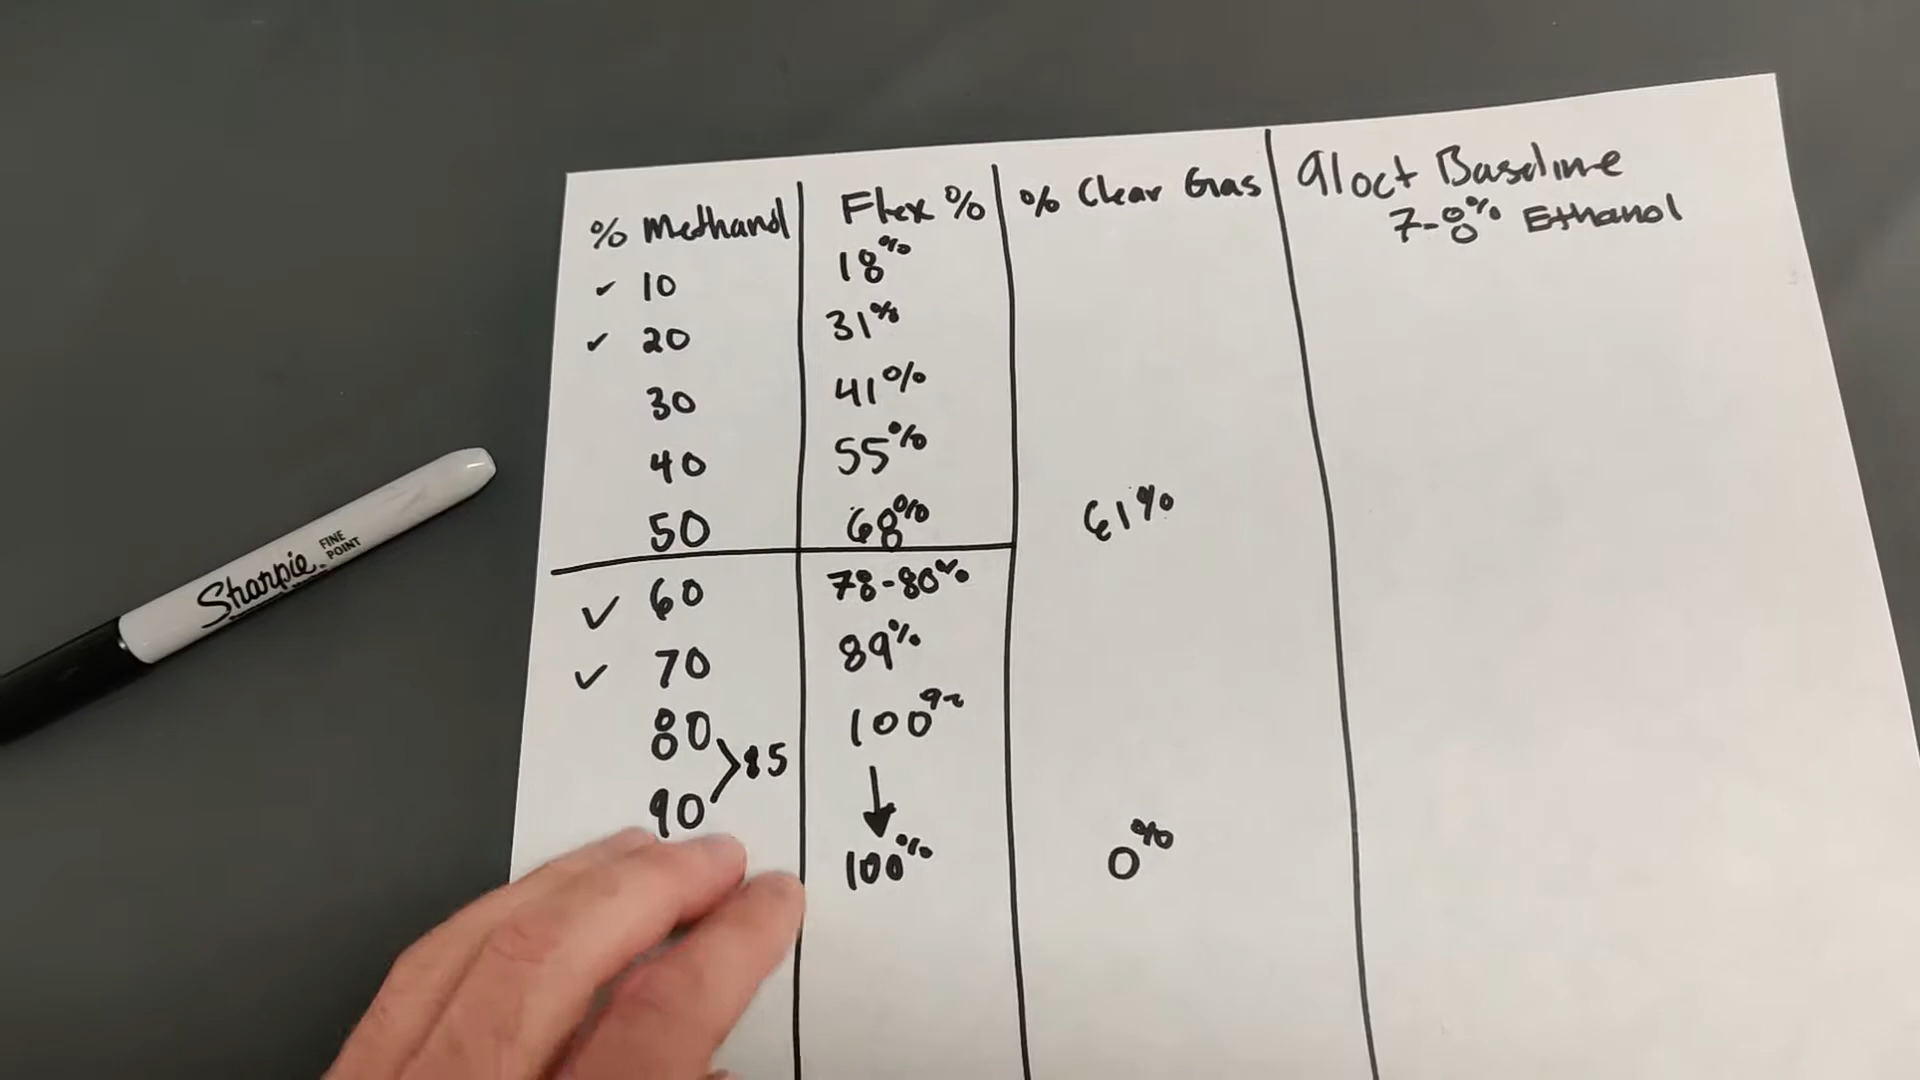 % Methanol Flex % % Clear Gas 91oct Baseline
7-8% Ethanol
✓ 10 18%
✓ 20 31%
30 41%
40 55%
50 68% 61%
✓ 60 78-80%
✓ 70 89%
80 100%
>85
90
100% 0%
Sharpie FINE
POINT